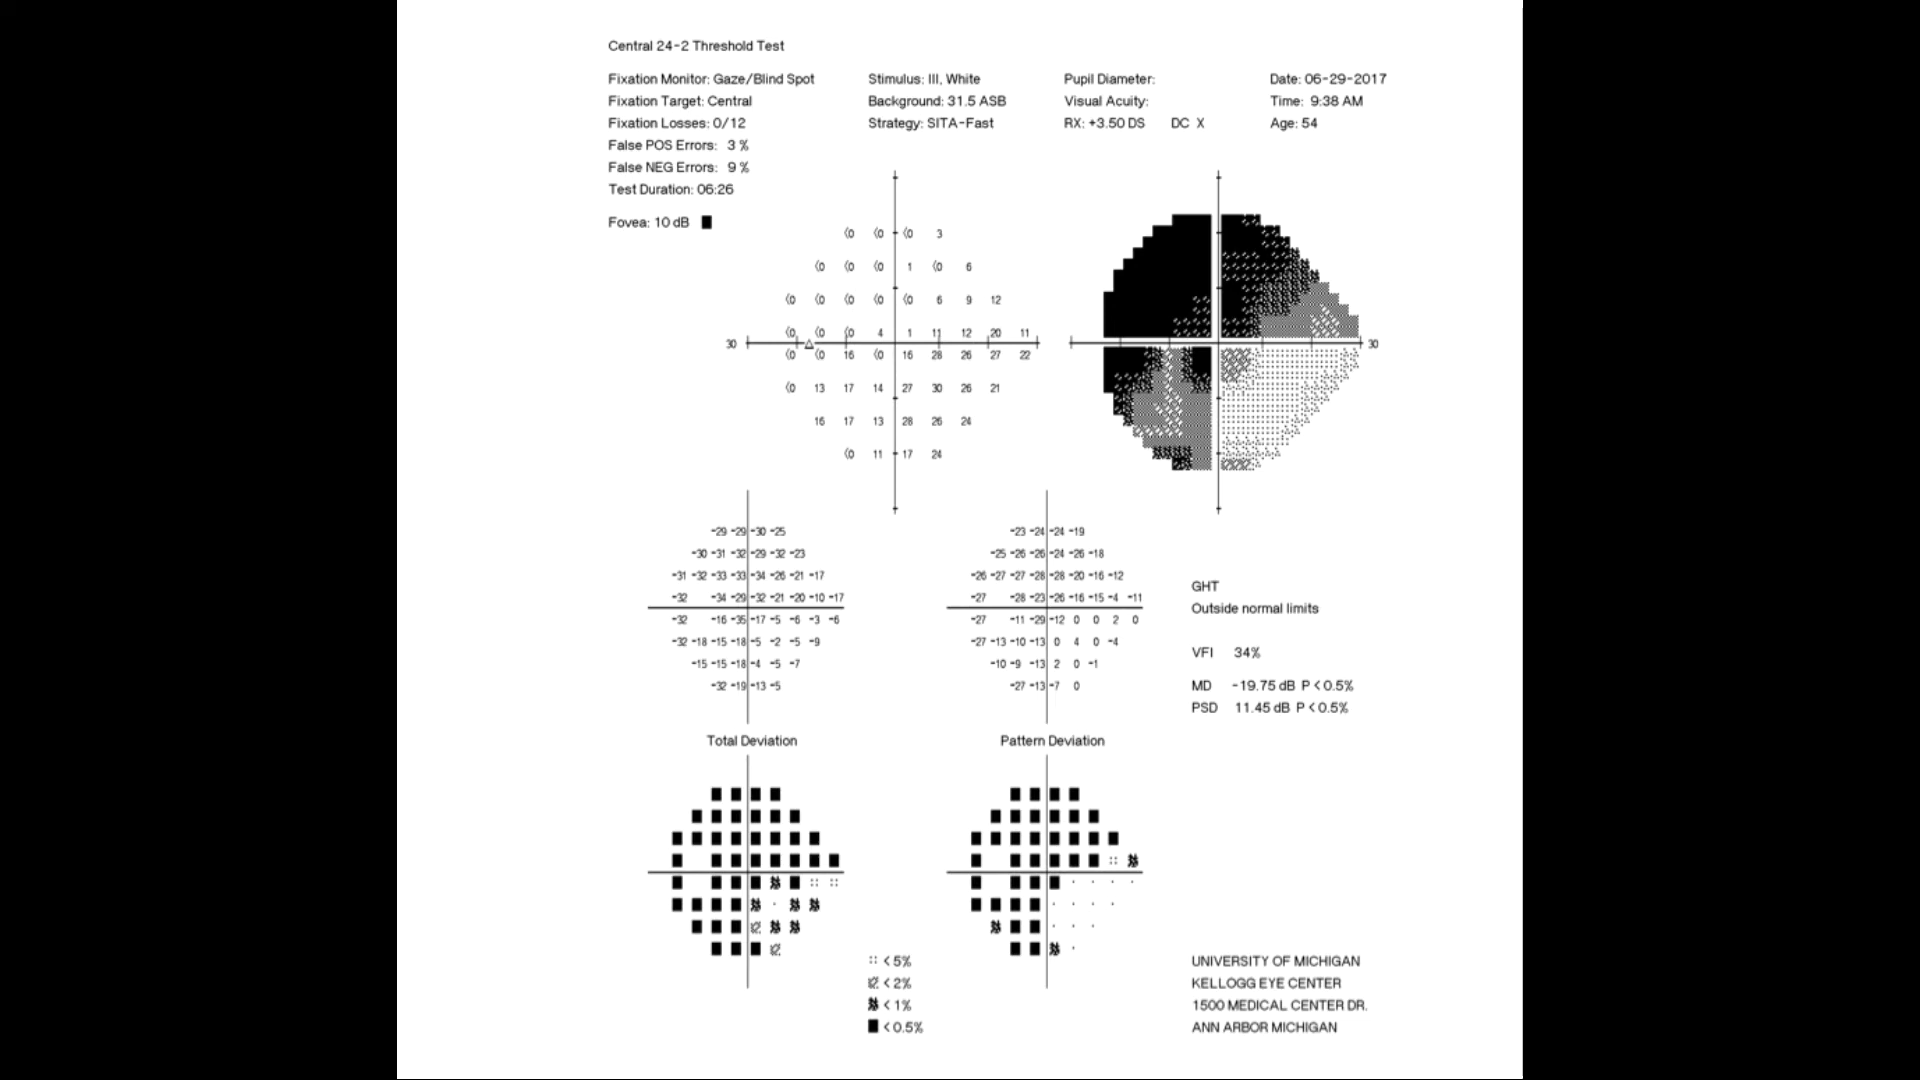 Central 24-2 Threshold Test
Fixation Monitor: Gaze/Blind Spot Stimulus: III, White Pupil Diameter: Date: 06-29-2017
Fixation Target: Central Background: 31.5 ASB Visual Acuity: Time: 9:38 AM
Fixation Losses: 0/12 Strategy: SITA-Fast RX: +3.50 DS DC X Age: 54
False POS Errors: 3 %
False NEG Errors: 9 %
Test Duration: 06:26
Fovea: 10 dB
<0 <0 <0 3
<0 <0 <0 1 <0 6
<0 <0 <0 <0 <0 6 9 12
<0 <0 <0 4 1 11 12 20 11
30 30
<0 <0 16 <0 16 28 26 27 22
<0 13 17 14 27 30 26 21
16 17 13 28 26 24
<0 11 17 24
-29 -29 -30 -25 -23 -24 -24 -19
-30 -31 -32 -29 -32 -23 -25 -26 -26 -24 -26 -18
-31 -32 -33 -33 -34 -26 -21 -17 -26 -27 -27 -28 -28 -20 -16 -12
-32 -34 -29 -32 -21 -20 -10 -17 -27 -28 -23 -26 -16 -15 -4 -11
-32 -16 -35 -17 -5 -6 -3 -6 -27 -11 -29 -12 0 0 2 0
-32 -18 -15 -18 -5 -2 -5 -9 -27 -13 -10 -13 0 4 0 -4
-15 -15 -18 -4 -5 -7 -10 -9 -13 2 0 -1
-32 -19 -13 -5 -27 -13 -7 0
GHT
Outside normal limits
VFI 34%
MD -19.75 dB P < 0.5%
PSD 11.45 dB P < 0.5%
Total Deviation Pattern Deviation
< 5%
< 2%
< 1%
< 0.5%
UNIVERSITY OF MICHIGAN
KELLOGG EYE CENTER
1500 MEDICAL CENTER DR.
ANN ARBOR MICHIGAN